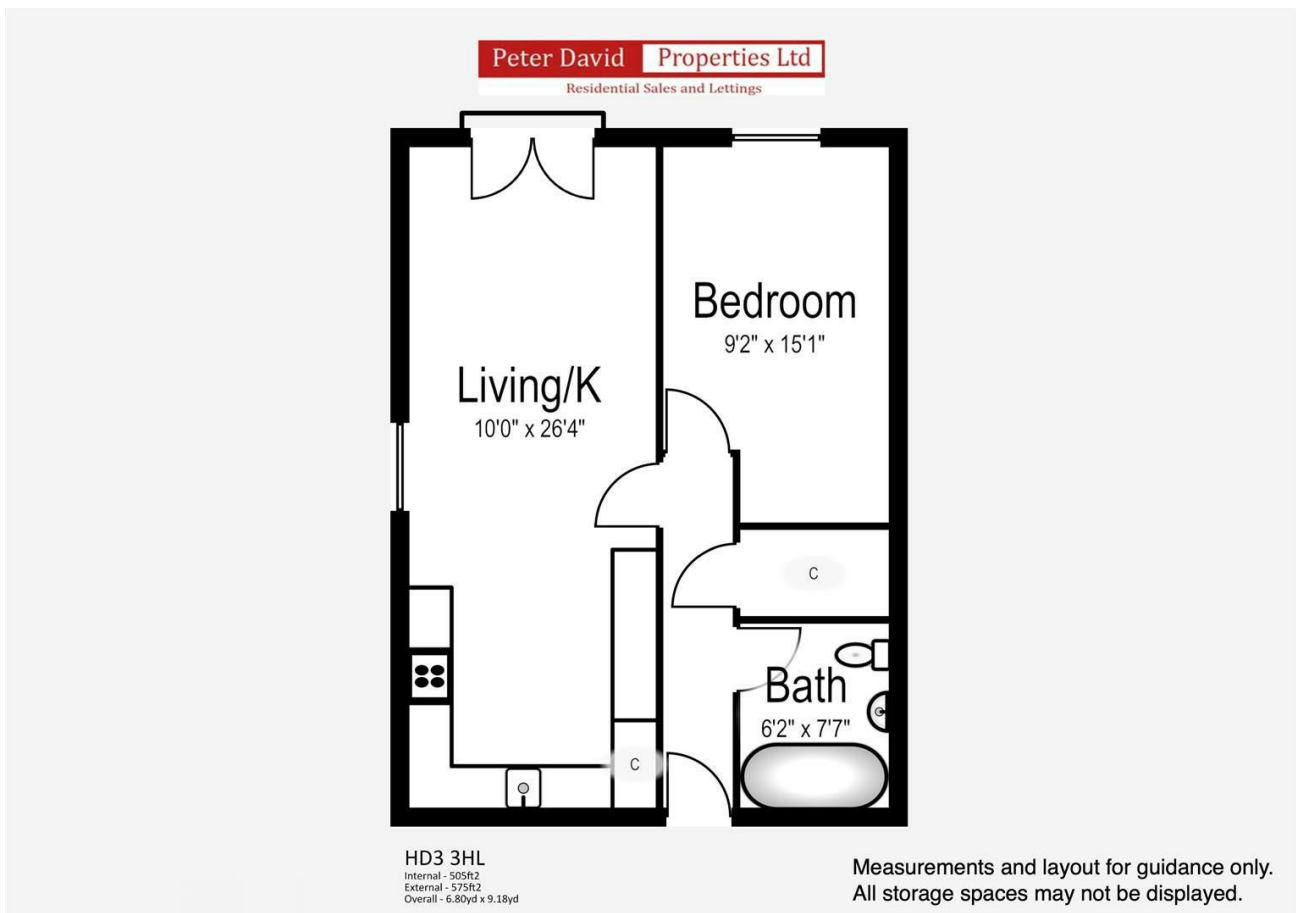 Peter David Properties Ltd
Residential Sales and Lettings
Bedroom
9'2" x 15'1"
Living/K
10'0" x 26'4"
C
Bath
6'2" x 7'7"
C
HD3 3HL
Internal - 505ft2
External - 575ft2
Overall - 6.80yd x 9.18yd
Measurements and layout for guidance only.
All storage spaces may not be displayed.